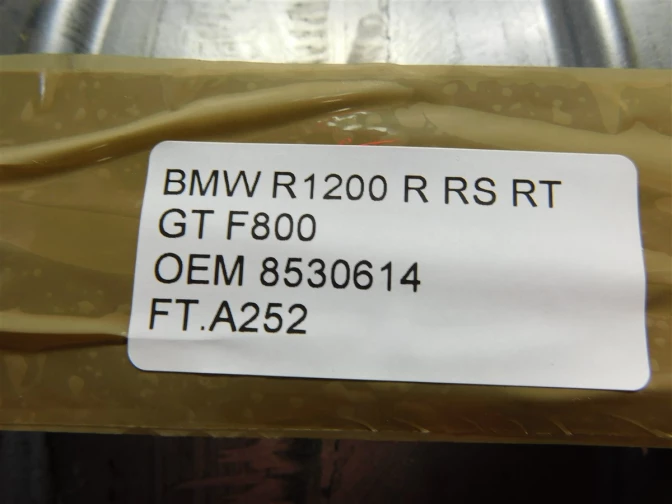 BMW R1200 R RS RT
GT F800
OEM 8530614
FT.A252